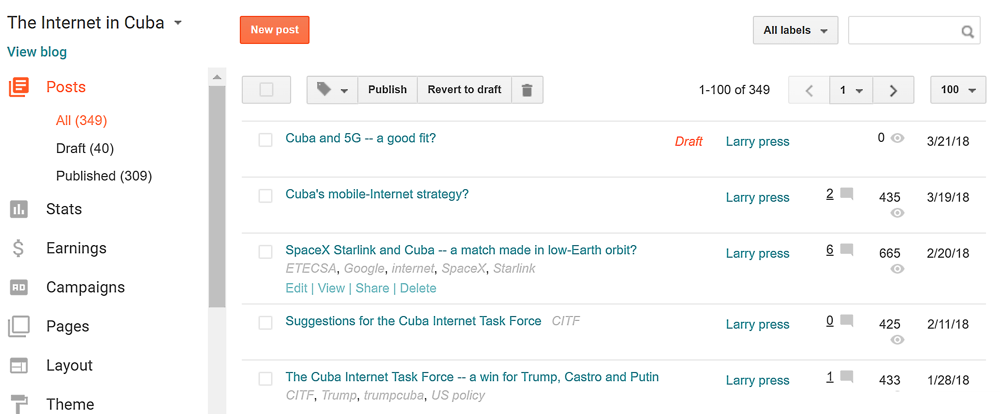 The Internet in Cuba
View blog
Posts
All (349)
Draft (40)
Published (309)
Stats
Earnings
Campaigns
Pages
Layout
Theme
New post
All labels
Publish
Revert to draft
1-100 of 349
1
100
Cuba and 5G -- a good fit? Draft Larry press 0 3/21/18
Cuba's mobile-Internet strategy? Larry press 2 435 3/19/18
SpaceX Starlink and Cuba -- a match made in low-Earth orbit? Larry press 6 665 2/20/18
ETECSA, Google, internet, SpaceX, Starlink
Edit | View | Share | Delete
Suggestions for the Cuba Internet Task Force CITF Larry press 0 425 2/11/18
The Cuba Internet Task Force -- a win for Trump, Castro and Putin Larry press 1 433 1/28/18
CITF, Trump, trumpcuba, US policy
AD